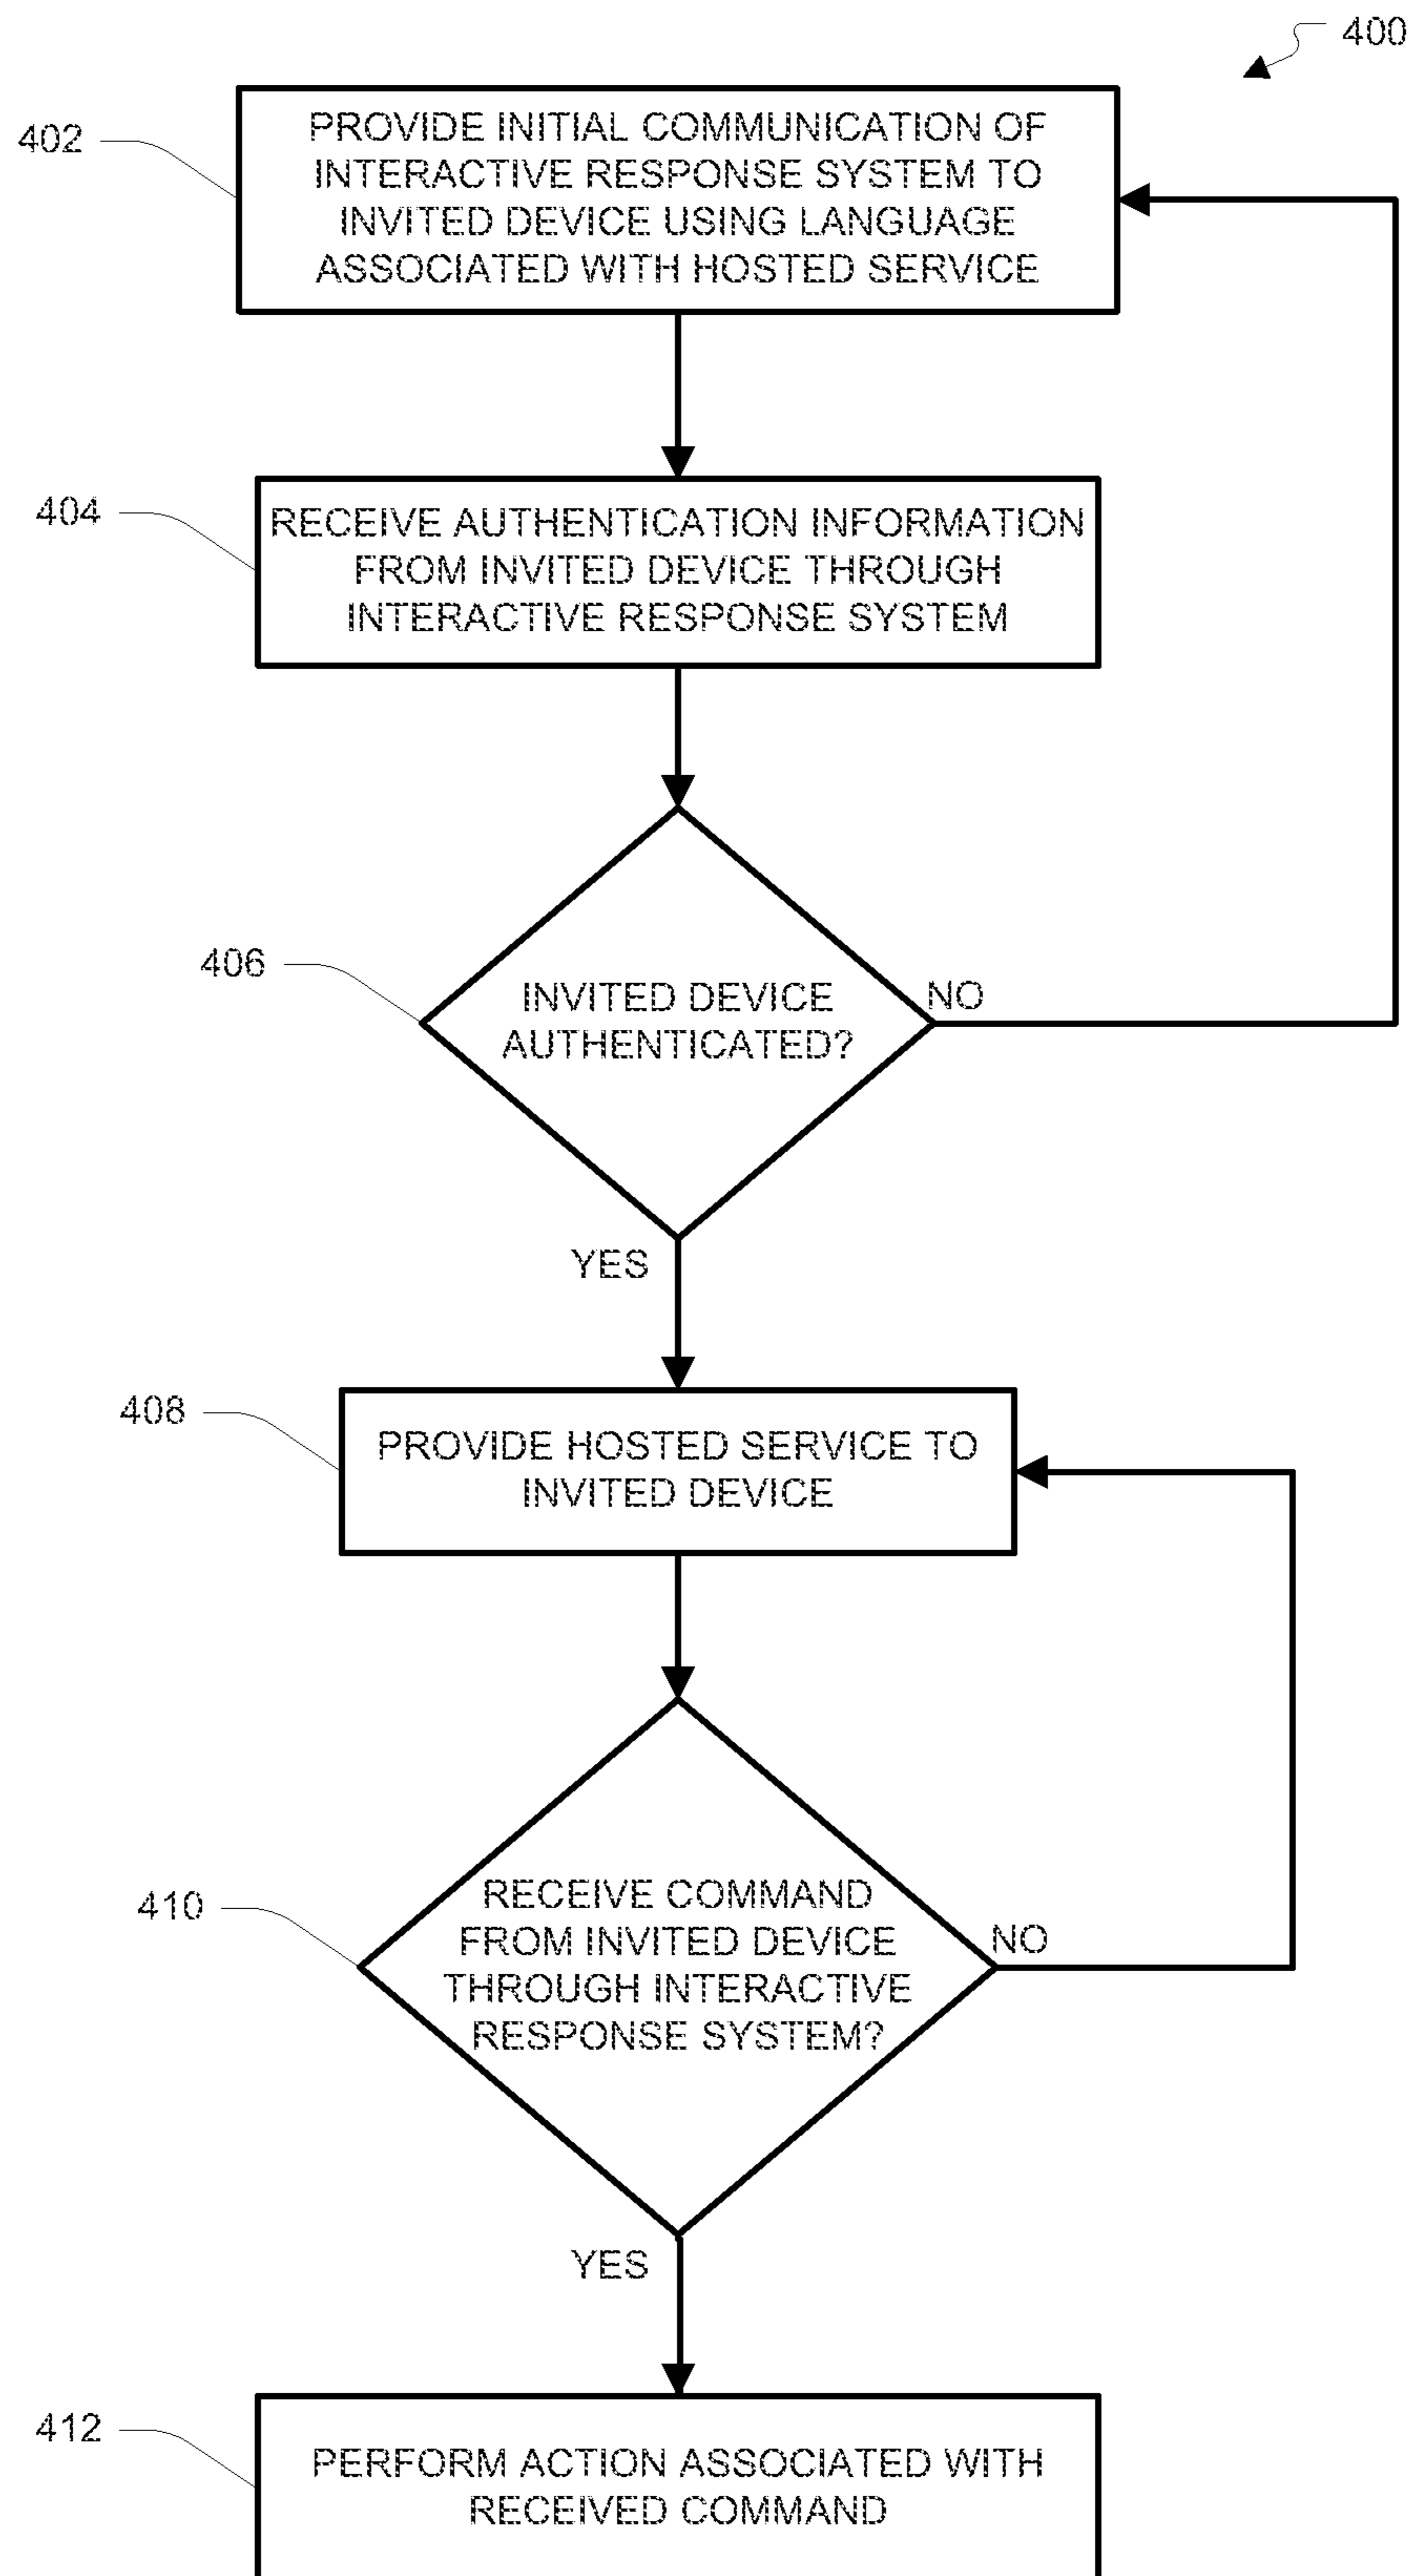 400
402
PROVIDE INITIAL COMMUNICATION OF
INTERACTIVE RESPONSE SYSTEM TO
INVITED DEVICE USING LANGUAGE
ASSOCIATED WITH HOSTED SERVICE
404
RECEIVE AUTHENTICATION INFORMATION
FROM INVITED DEVICE THROUGH
INTERACTIVE RESPONSE SYSTEM
406
INVITED DEVICE
AUTHENTICATED?
NO
YES
408
PROVIDE HOSTED SERVICE TO
INVITED DEVICE
410
RECEIVE COMMAND
FROM INVITED DEVICE
THROUGH INTERACTIVE
RESPONSE SYSTEM?
NO
YES
412
PERFORM ACTION ASSOCIATED WITH
RECEIVED COMMAND